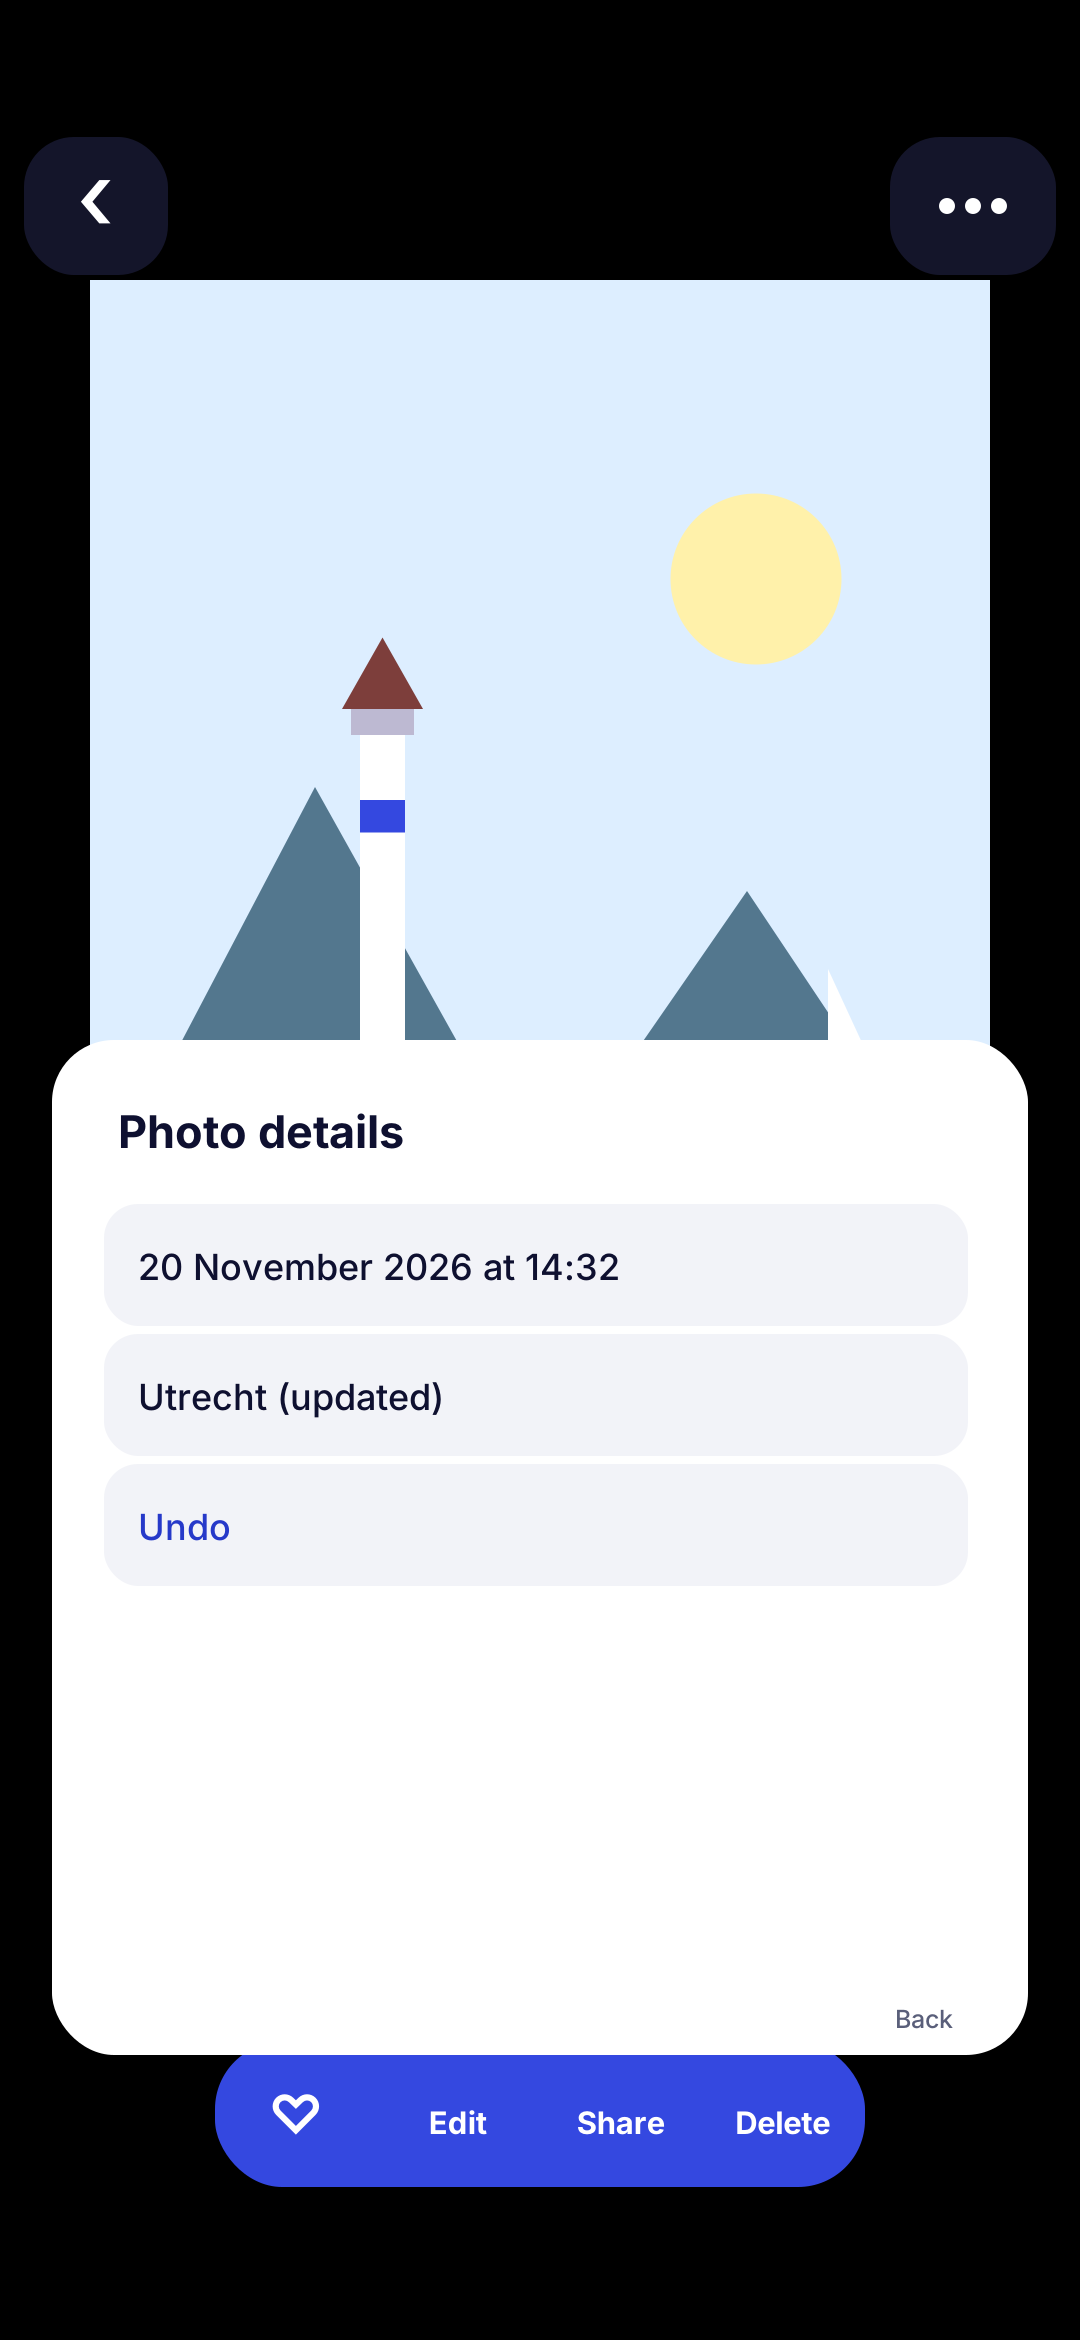 Photo details
20 November 2026 at 14:32
Utrecht (updated)
Undo
Back
Edit Share Delete